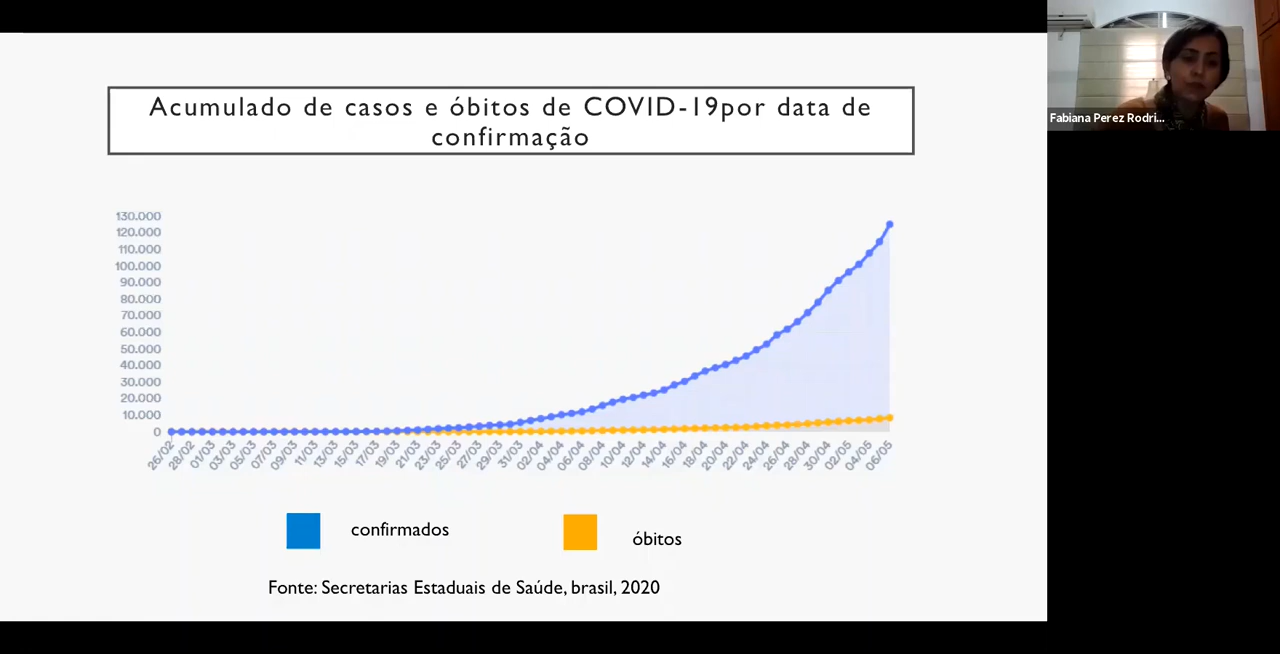 Acumulado de casos e óbitos de COVID-19por data de
confirmação
Fabiana Perez Rodri...
130.000
120.000
110.000
100.000
90.000
80.000
70.000
60.000
50.000
40.000
30.000
20.000
10.000
0
26/02 28/02 01/03 03/03 05/03 07/03 09/03 11/03 13/03 15/03 17/03 19/03 21/03 23/03 25/03 27/03 29/03 31/03 02/04 04/04 06/04 08/04 10/04 12/04 14/04 16/04 18/04 20/04 22/04 24/04 26/04 28/04 30/04 02/05 04/05 06/05
confirmados
óbitos
Fonte: Secretarias Estaduais de Saúde, brasil, 2020